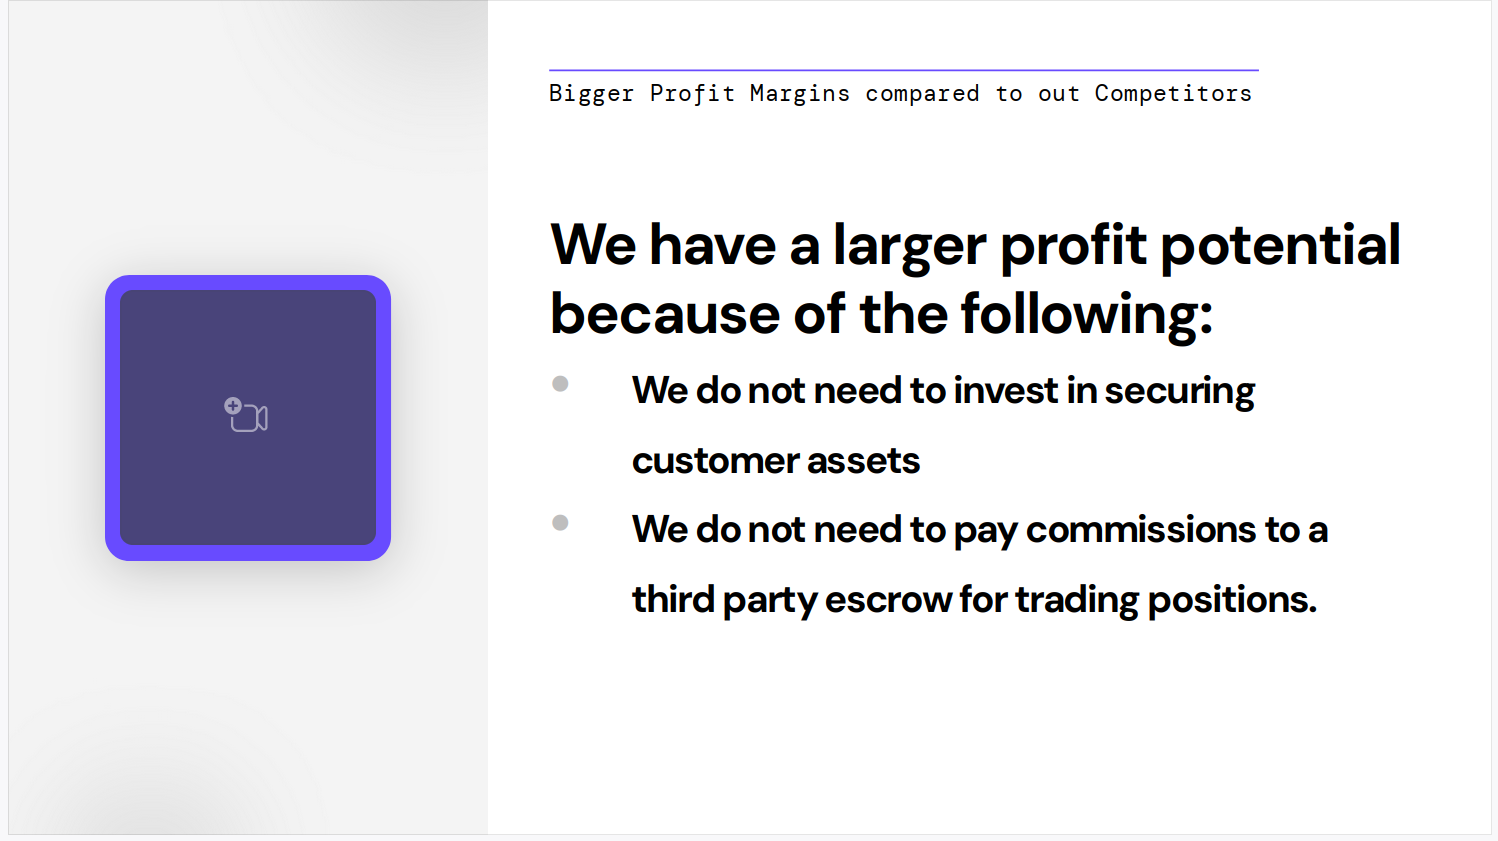 Bigger Profit Margins compared to out Competitors
We have a larger profit potential
because of the following:
We do not need to invest in securing
customer assets
We do not need to pay commissions to a
third party escrow for trading positions.